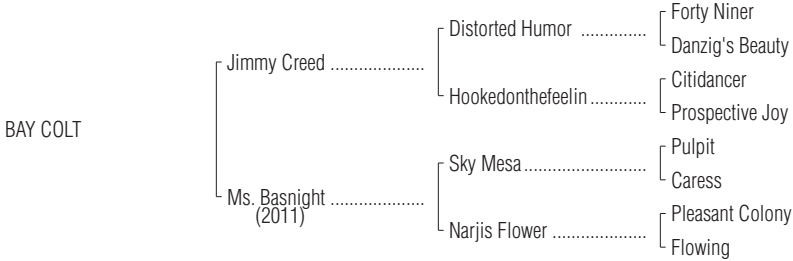 Forty Niner
Distorted Humor ..............
Danzig's Beauty
Jimmy Creed ....................
Citidancer
Hookedonthefeelin ............
Prospective Joy
BAY COLT
Pulpit
Sky Mesa ..........................
Caress
Ms. Basnight ....................
(2011)
Pleasant Colony
Narjis Flower ....................
Flowing